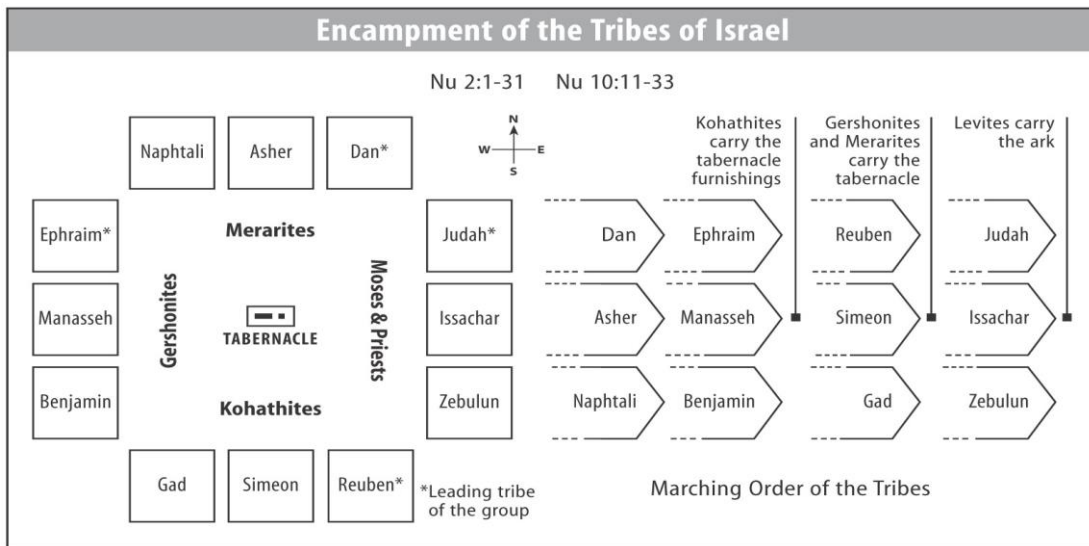 Encampment of the Tribes of Israel
Nu 2:1-31 Nu 10:11-33
Naphtali
Asher
Dan*
N
W
E
S
Ephraim*
Manasseh
Benjamin
Merarites
Gershonites
TABERNACLE
Moses & Priests
Kohathites
Judah*
Issachar
Zebulun
Gad
Simeon
Reuben*
*Leading tribe
of the group
Kohathites
carry the
tabernacle
furnishings
Gershonites
and Merarites
carry the
tabernacle
Levites carry
the ark
Dan
Ephraim
Reuben
Judah
Asher
Manasseh
Simeon
Issachar
Naphtali
Benjamin
Gad
Zebulun
Marching Order of the Tribes